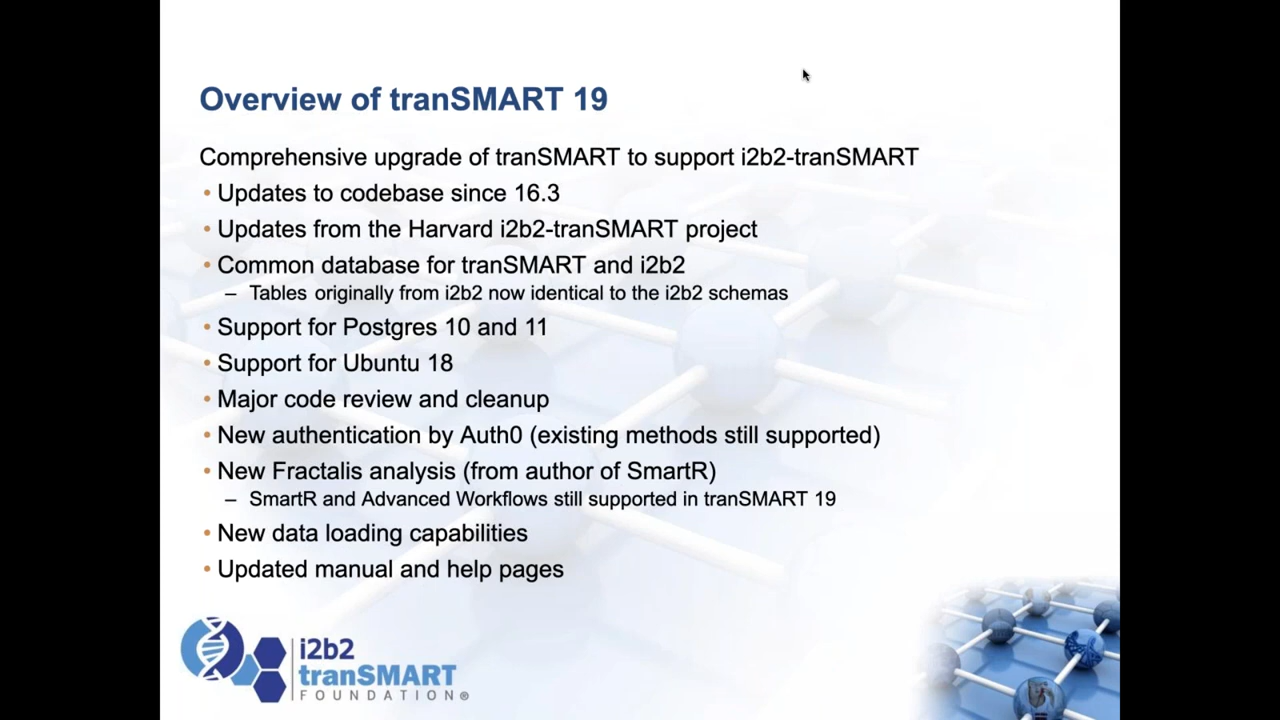 Overview of tranSMART 19
Comprehensive upgrade of tranSMART to support i2b2-tranSMART
• Updates to codebase since 16.3
• Updates from the Harvard i2b2-tranSMART project
• Common database for tranSMART and i2b2
– Tables originally from i2b2 now identical to the i2b2 schemas
• Support for Postgres 10 and 11
• Support for Ubuntu 18
• Major code review and cleanup
• New authentication by Auth0 (existing methods still supported)
• New Fractalis analysis (from author of SmartR)
– SmartR and Advanced Workflows still supported in tranSMART 19
• New data loading capabilities
• Updated manual and help pages
i2b2
tranSMART
FOUNDATION®